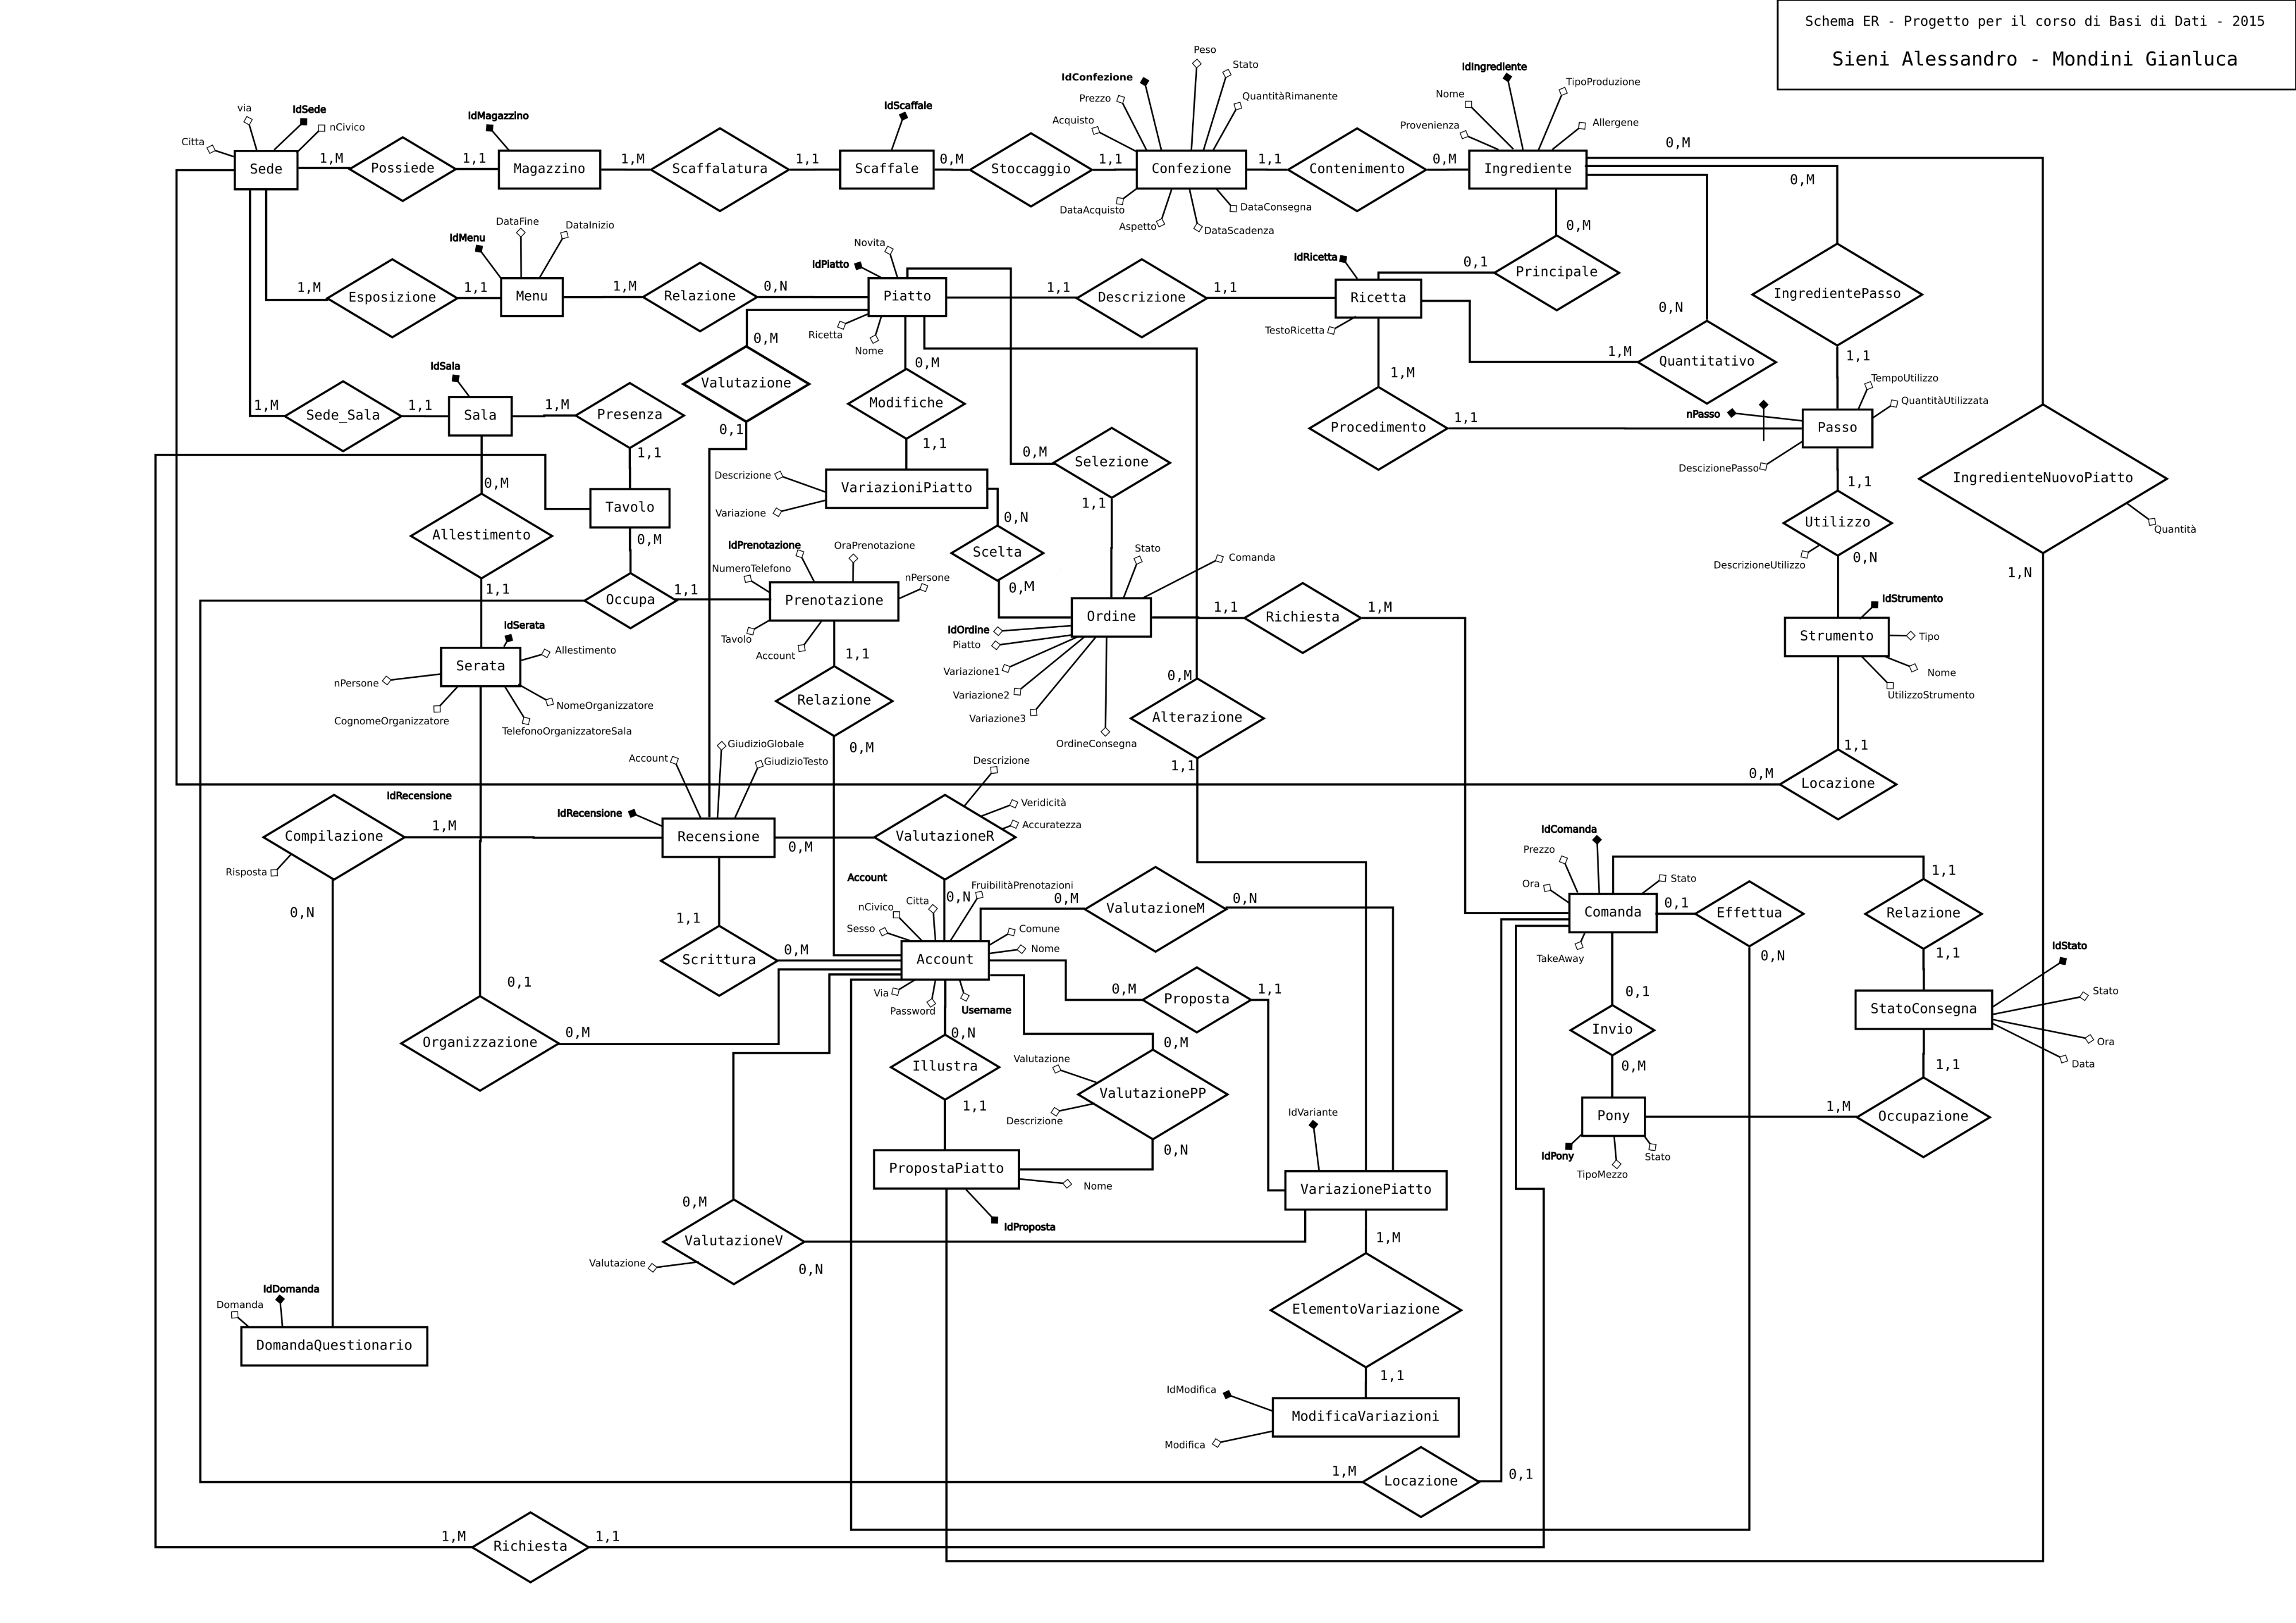 Schema ER - Progetto per il corso di Basi di Dati - 2015
Sieni Alessandro - Mondini Gianluca
Peso
Stato
IdConfezione
Prezzo
QuantitàRimanente
Acquisto
IdIngrediente
TipoProduzione
Nome
Allergene
Provenienza
via
IdSede
nCivico
Citta
IdMagazzino
IdScaffale
0,M
Sede
1,M
Possiede
1,1
Magazzino
1,M
Scaffalatura
1,1
Scaffale
0,M
Stoccaggio
1,1
Confezione
1,1
Contenimento
0,M
Ingrediente
0,M
DataAcquisto
Aspetto
DataScadenza
DataConsegna
0,M
DataFine
DataInizio
IdMenu
Novita
IdPiatto
IdRicetta
0,1
Principale
1,M
Esposizione
1,1
Menu
1,M
Relazione
0,N
Piatto
1,1
Descrizione
1,1
Ricetta
IngredientePasso
0,N
Ricetta
Nome
TestoRicetta
0,M
0,M
1,M
Quantitativo
1,1
IdSala
Valutazione
Modifiche
1,M
TempoUtilizzo
QuantitàUtilizzata
1,M
Sede_Sala
1,1
Sala
1,M
Presenza
0,1
1,1
Procedimento
1,1
nPasso
Passo
DescizionePasso
1,1
0,M
Selezione
1,1
Descrizione
Variazione
VariazioniPiatto
0,M
Tavolo
0,M
Allestimento
1,1
IngredienteNuovoPiatto
Quantità
1,1
Utilizzo
DescrizioneUtilizzo
0,N
1,N
0,N
Scelta
0,M
IdPrenotazione
OraPrenotazione
NumeroTelefono
nPersone
Stato
Comanda
Occupa
1,1
Prenotazione
Tavolo
Account
1,1
Ordine
1,1
Richiesta
1,M
IdOrdine
Piatto
Variazione1
Variazione2
Variazione3
OrdineConsegna
IdStrumento
Strumento
Tipo
Nome
UtilizzoStrumento
IdSerata
Allestimento
Serata
nPersone
CognomeOrganizzatore
NomeOrganizzatore
TelefonoOrganizzatoreSala
Relazione
0,M
0,M
Alterazione
1,1
1,1
0,M
Locazione
Account
GiudizioGlobale
GiudizioTesto
Descrizione
Veridicità
Accuratezza
IdRecensione
IdRecensione
Compilazione
1,M
Recensione
0,M
ValutazioneR
Risposta
0,N
IdComanda
Prezzo
Ora
Stato
1,1
Comanda
0,1
Effettua
0,N
Relazione
1,1
TakeAway
Account
FruibilitàPrenotazioni
nCivico
Citta
0,N
0,M
ValutazioneM
0,N
Sesso
Comune
Nome
1,1
Scrittura
0,M
Account
Via
Password
Username
IdStato
0,1
0,M
Organizzazione
0,M
Proposta
1,1
0,1
StatoConsegna
Stato
Ora
Data
Invio
0,M
1,1
0,N
Illustra
1,1
0,M
Valutazione
ValutazionePP
Descrizione
0,N
Pony
1,M
Occupazione
IdPony
TipoMezzo
Stato
IdVariante
PropostaPiatto
Nome
IdProposta
VariazionePiatto
0,M
ValutazioneV
Valutazione
0,N
1,M
IdDomanda
Domanda
DomandaQuestionario
ElementoVariazione
1,1
IdModifica
ModificaVariazioni
Modifica
1,M
Locazione
0,1
1,M
Richiesta
1,1